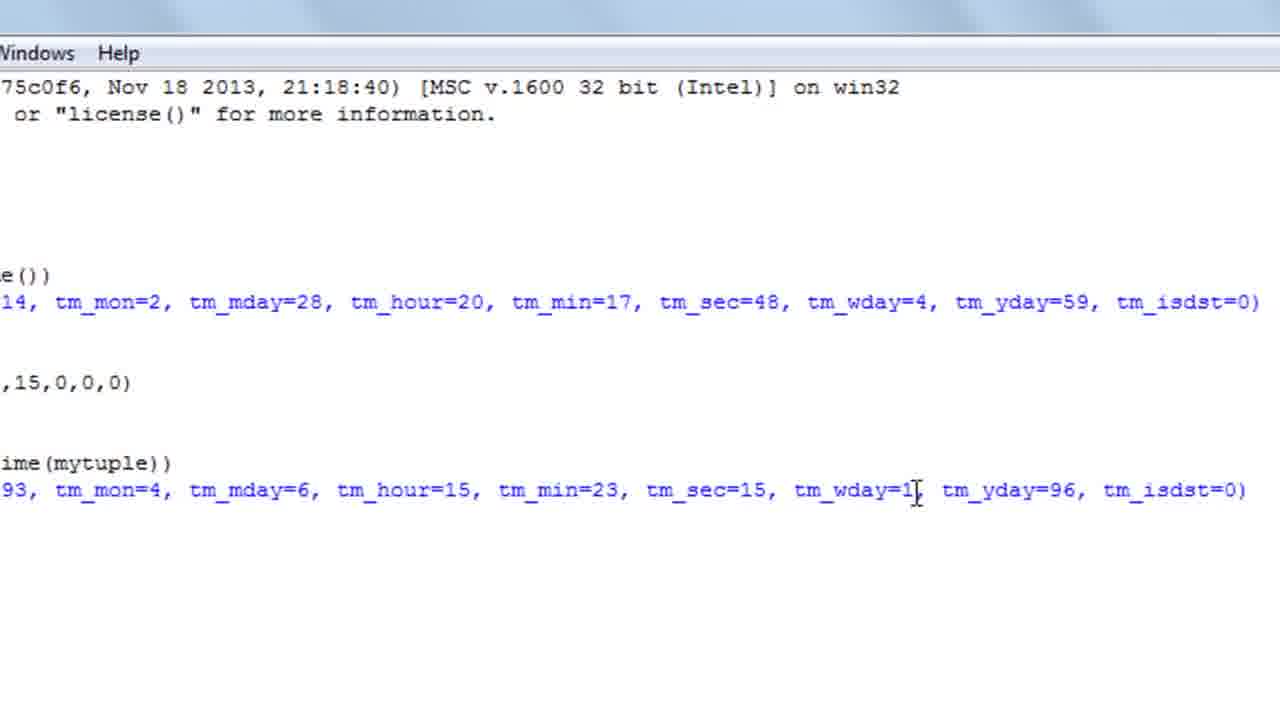 Windows Help
75c0f6, Nov 18 2013, 21:18:40) [MSC v.1600 32 bit (Intel)] on win32
or "license()" for more information.
e())
14, tm_mon=2, tm_mday=28, tm_hour=20, tm_min=17, tm_sec=48, tm_wday=4, tm_yday=59, tm_isdst=0)
,15,0,0,0)
ime(mytuple))
93, tm_mon=4, tm_mday=6, tm_hour=15, tm_min=23, tm_sec=15, tm_wday=1, tm_yday=96, tm_isdst=0)